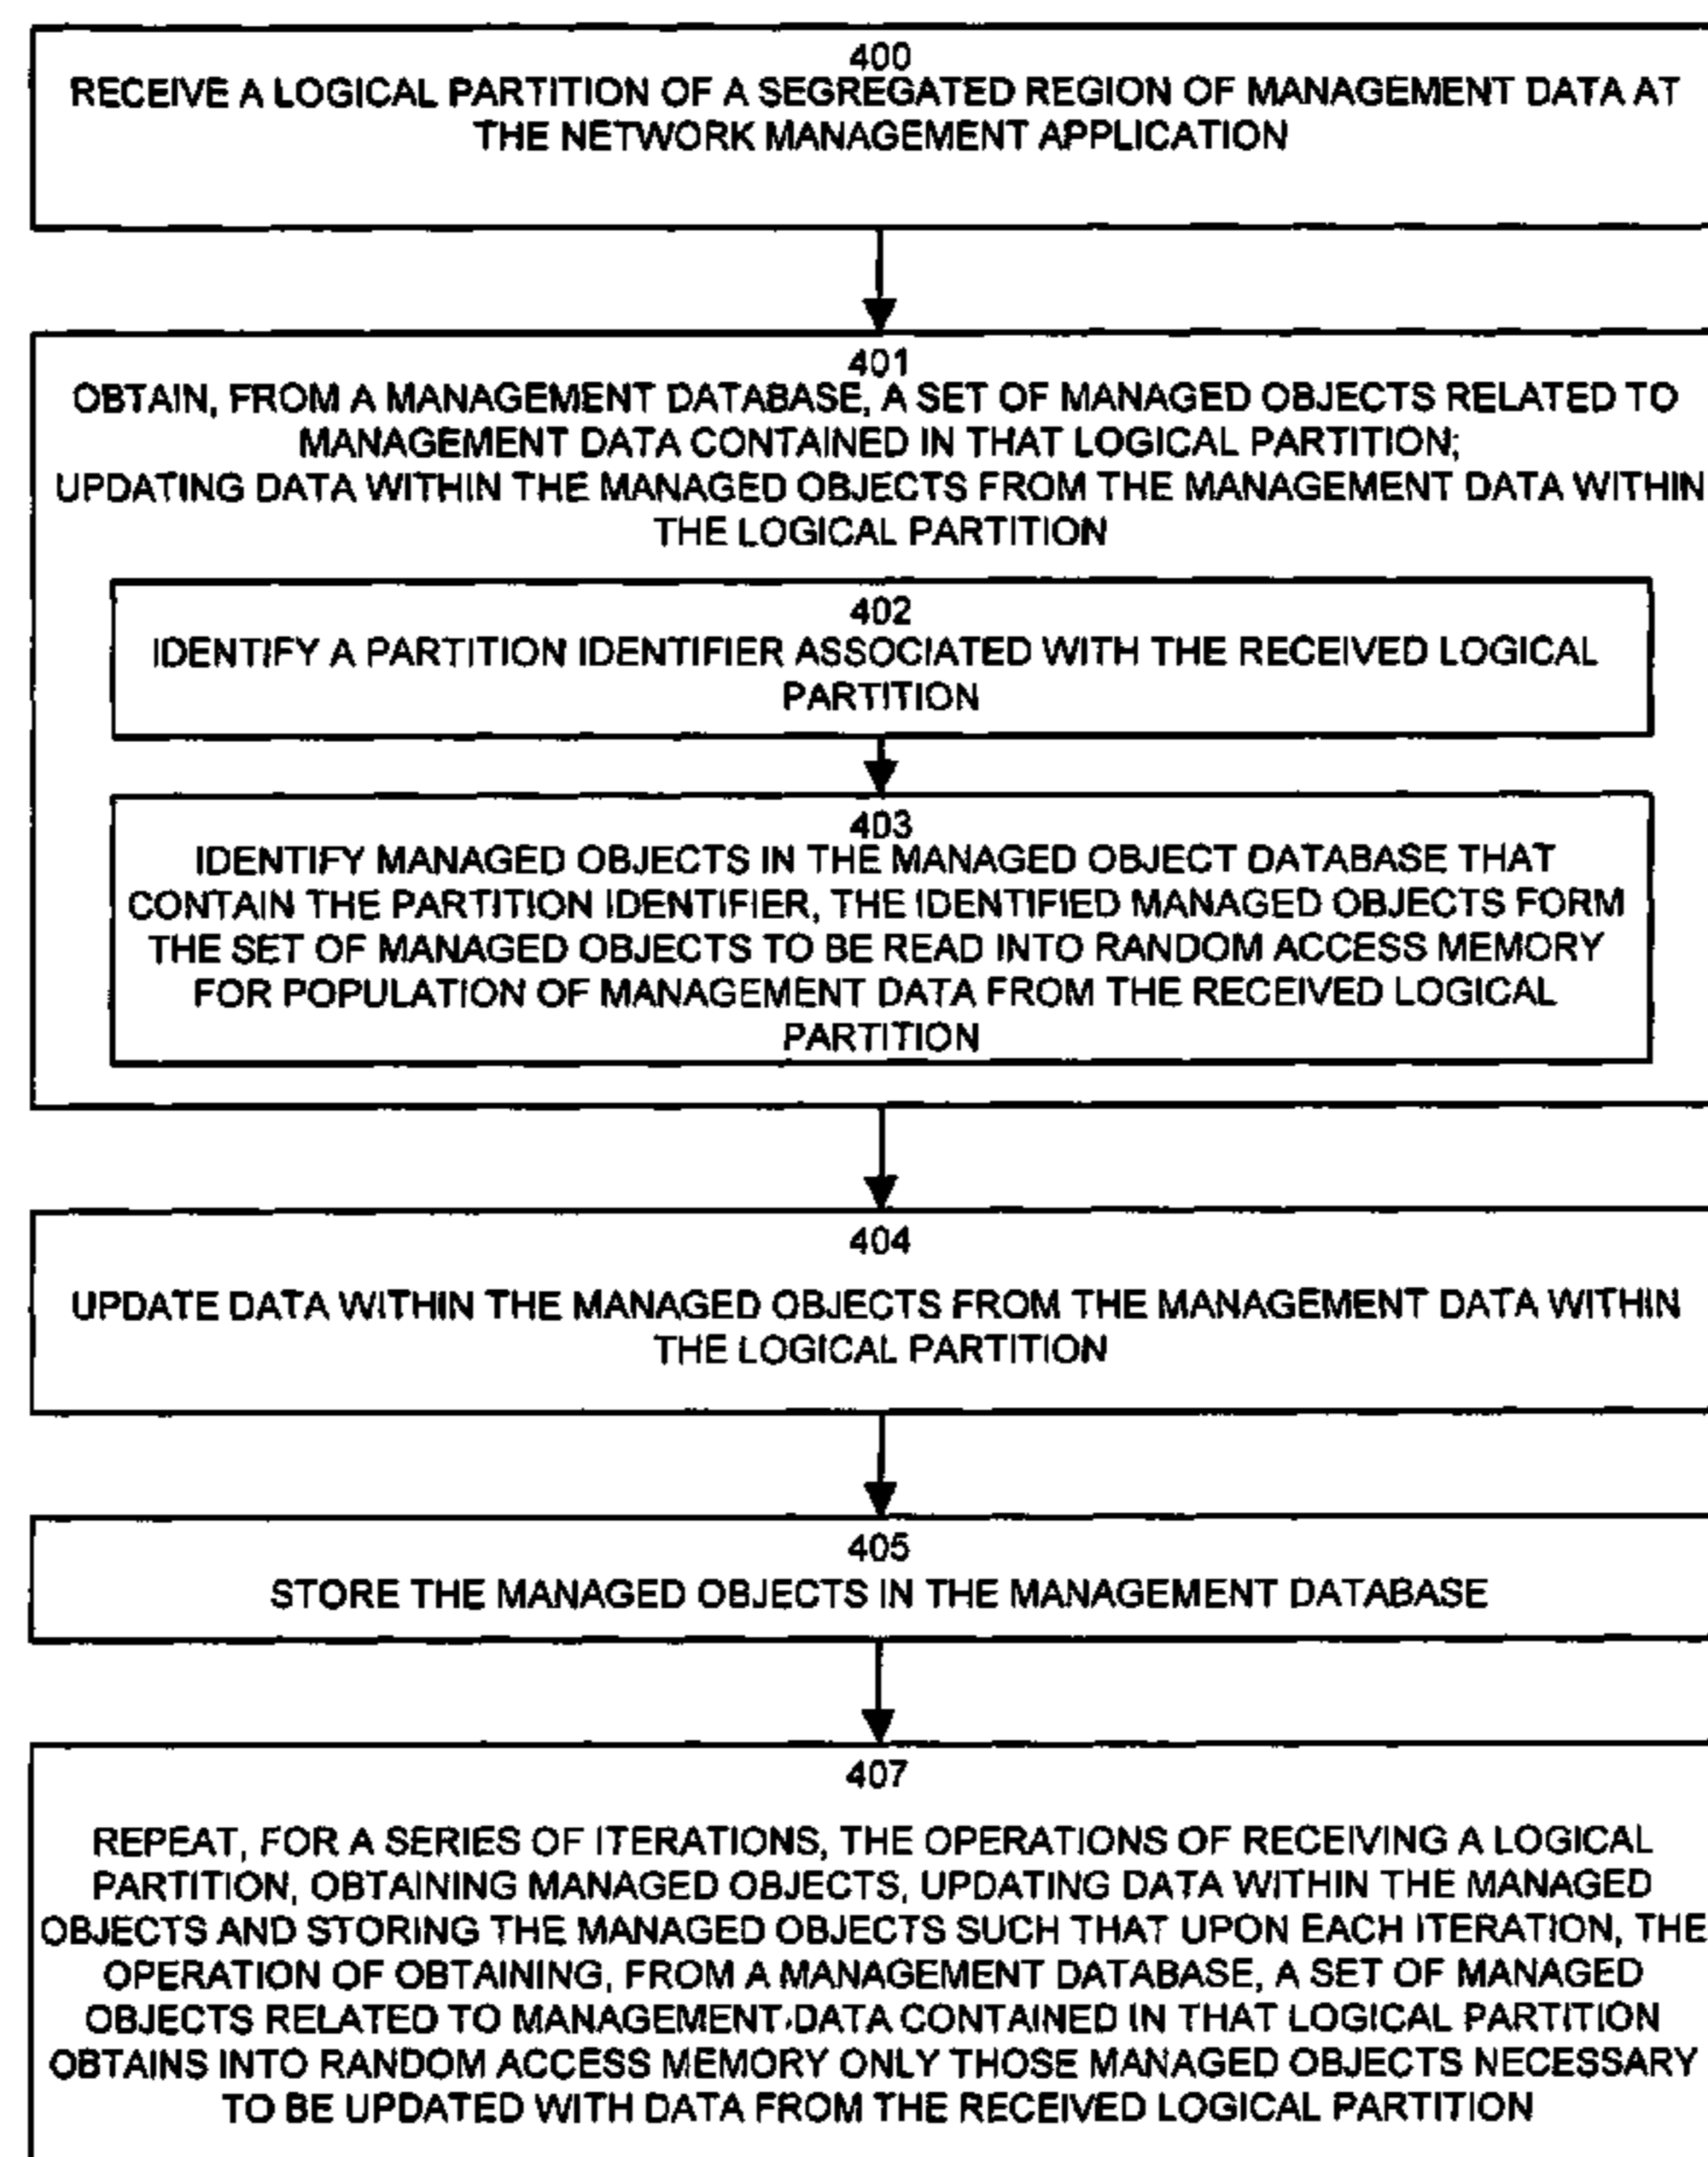 400
RECEIVE A LOGICAL PARTITION OF A SEGREGATED REGION OF MANAGEMENT DATA AT
THE NETWORK MANAGEMENT APPLICATION
401
OBTAIN, FROM A MANAGEMENT DATABASE, A SET OF MANAGED OBJECTS RELATED TO
MANAGEMENT DATA CONTAINED IN THAT LOGICAL PARTITION;
UPDATING DATA WITHIN THE MANAGED OBJECTS FROM THE MANAGEMENT DATA WITHIN
THE LOGICAL PARTITION
402
IDENTIFY A PARTITION IDENTIFIER ASSOCIATED WITH THE RECEIVED LOGICAL
PARTITION
403
IDENTIFY MANAGED OBJECTS IN THE MANAGED OBJECT DATABASE THAT
CONTAIN THE PARTITION IDENTIFIER, THE IDENTIFIED MANAGED OBJECTS FORM
THE SET OF MANAGED OBJECTS TO BE READ INTO RANDOM ACCESS MEMORY
FOR POPULATION OF MANAGEMENT DATA FROM THE RECEIVED LOGICAL
PARTITION
404
UPDATE DATA WITHIN THE MANAGED OBJECTS FROM THE MANAGEMENT DATA WITHIN
THE LOGICAL PARTITION
405
STORE THE MANAGED OBJECTS IN THE MANAGEMENT DATABASE
407
REPEAT, FOR A SERIES OF ITERATIONS, THE OPERATIONS OF RECEIVING A LOGICAL
PARTITION, OBTAINING MANAGED OBJECTS, UPDATING DATA WITHIN THE MANAGED
OBJECTS AND STORING THE MANAGED OBJECTS SUCH THAT UPON EACH ITERATION, THE
OPERATION OF OBTAINING, FROM A MANAGEMENT DATABASE, A SET OF MANAGED
OBJECTS RELATED TO MANAGEMENT DATA CONTAINED IN THAT LOGICAL PARTITION
OBTAINS INTO RANDOM ACCESS MEMORY ONLY THOSE MANAGED OBJECTS NECESSARY
TO BE UPDATED WITH DATA FROM THE RECEIVED LOGICAL PARTITION